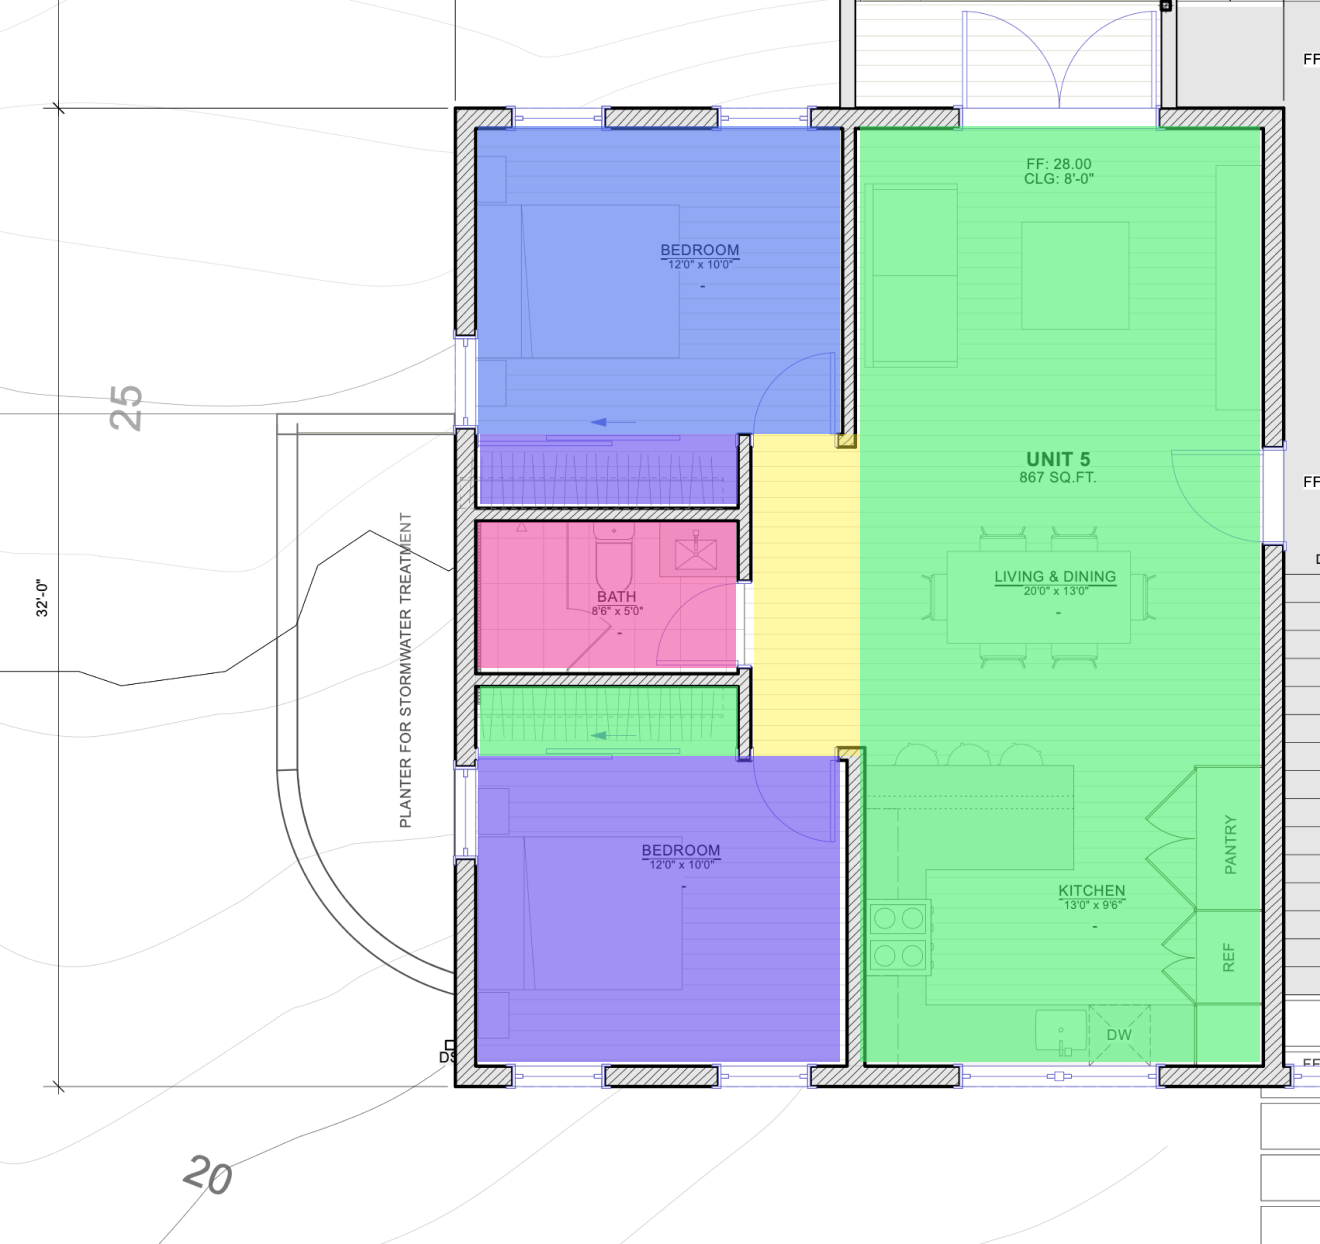 FF
FF: 28.00
CLG: 8'-0"
BEDROOM
12'0" x 10'0"
-
25
UNIT 5
867 SQ.FT.
FF
32'-0"
PLANTER FOR STORMWATER TREATMENT
BATH
8'6" x 5'0"
-
LIVING & DINING
20'0" x 13'0"
-
BEDROOM
12'0" x 10'0"
-
PANTRY
KITCHEN
13'0" x 9'6"
-
REF
DW
DS
20